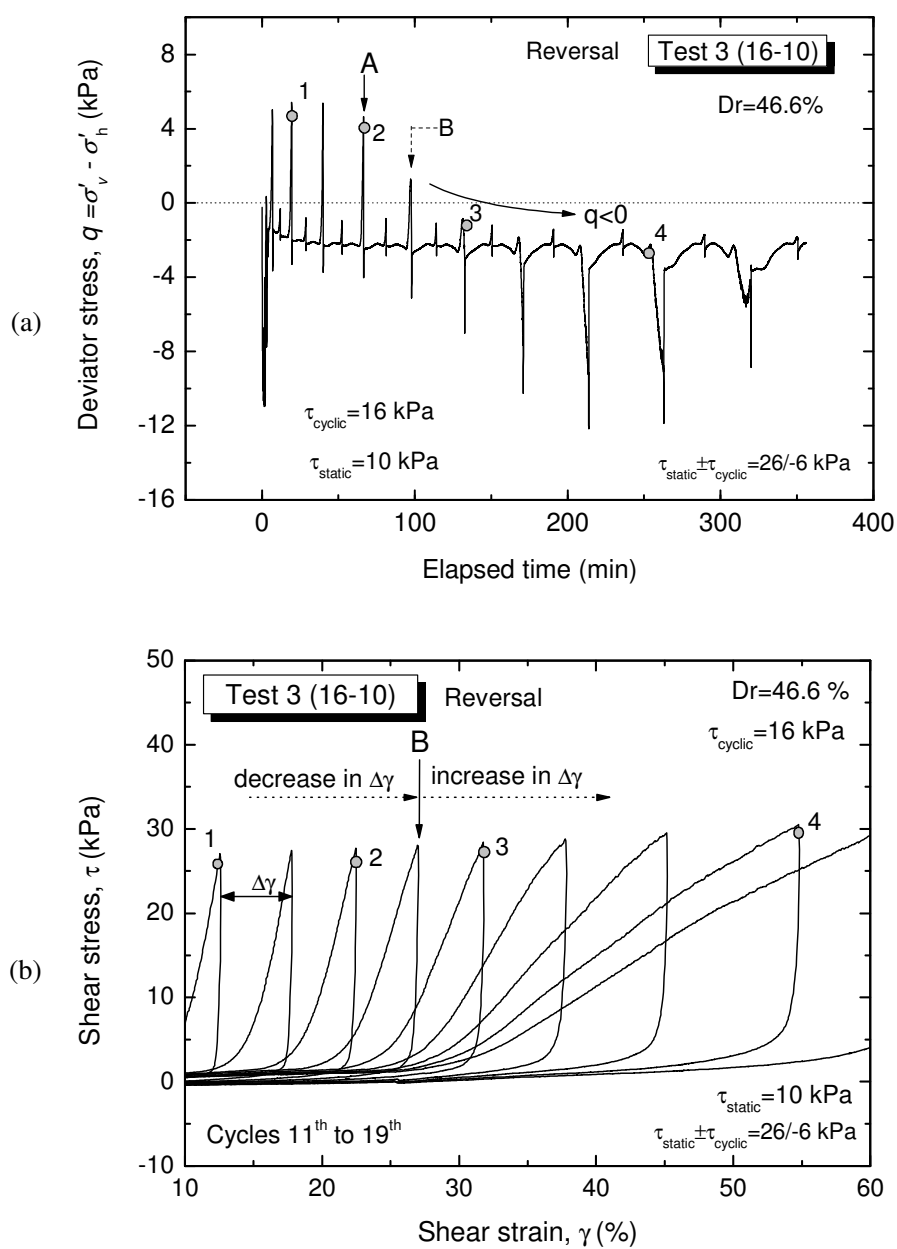 (a)
Deviator stress, q =σ′v - σ′h (kPa)
8
4
0
-4
-8
-12
-16
Reversal
Test 3 (16-10)
Dr=46.6%
A
1
2
B
3
q<0
4
τcyclic=16 kPa
τstatic=10 kPa
τstatic±τcyclic=26/-6 kPa
0 100 200 300 400
Elapsed time (min)
(b)
Shear stress, τ (kPa)
50
40
30
20
10
0
-10
Test 3 (16-10)
Reversal
Dr=46.6 %
τcyclic=16 kPa
B
decrease in Δγ
increase in Δγ
1
Δγ
2
3
4
τstatic=10 kPa
τstatic±τcyclic=26/-6 kPa
Cycles 11th to 19th
10 20 30 40 50 60
Shear strain, γ (%)